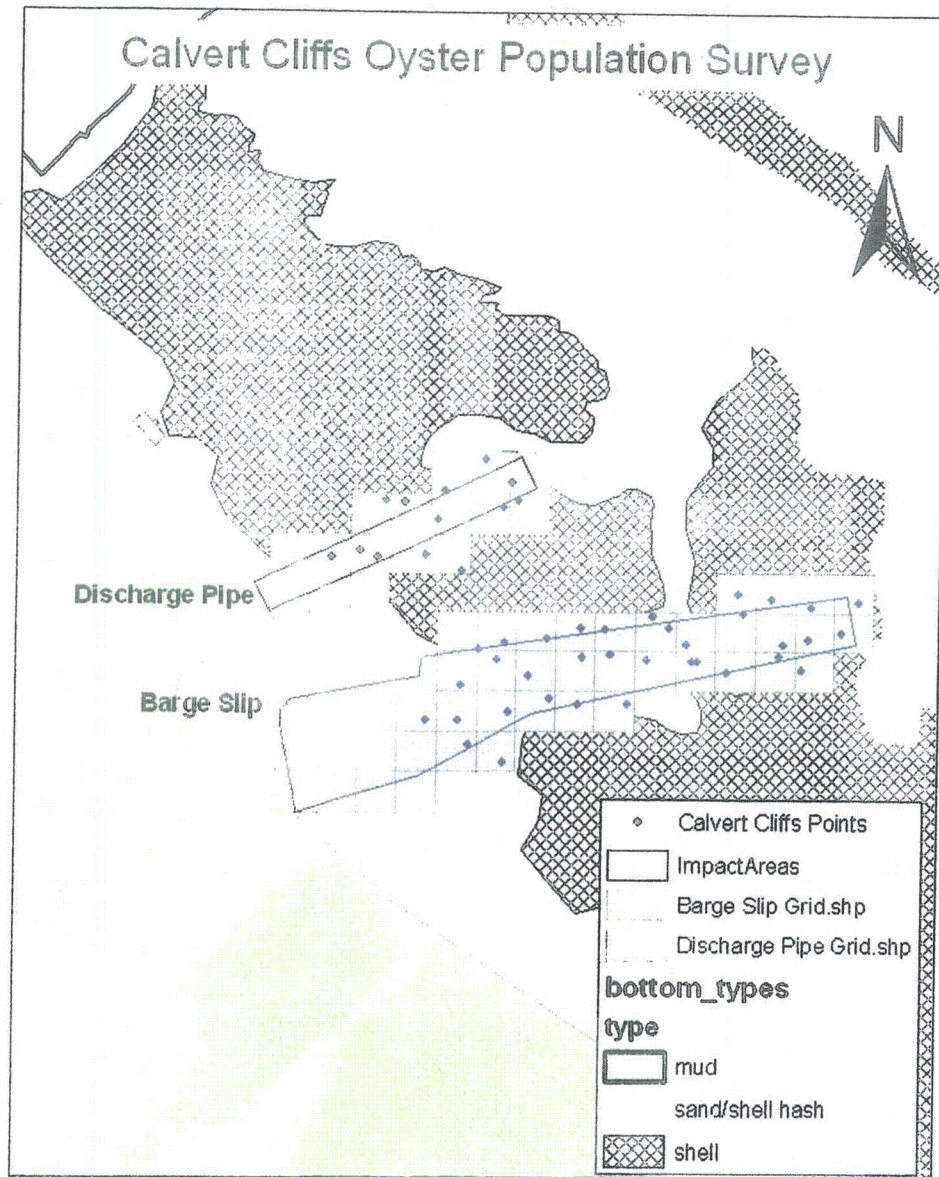 Calvert Cliffs Oyster Population Survey
N
Discharge Pipe
Barge Slip
Calvert Cliffs Points
ImpactAreas
Barge Slip Grid.shp
Discharge Pipe Grid.shp
bottom_types
type
mud
sand/shell hash
shell